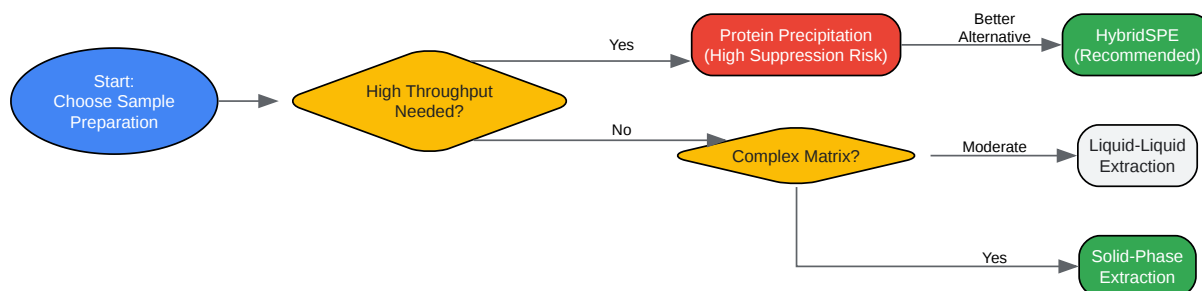 Start:
Choose Sample
Preparation
High Throughput
Needed?
Yes
Protein Precipitation
(High Suppression Risk)
Better
Alternative
HybridSPE
(Recommended)
No
Complex Matrix?
Moderate
Liquid-Liquid
Extraction
Yes
Solid-Phase
Extraction